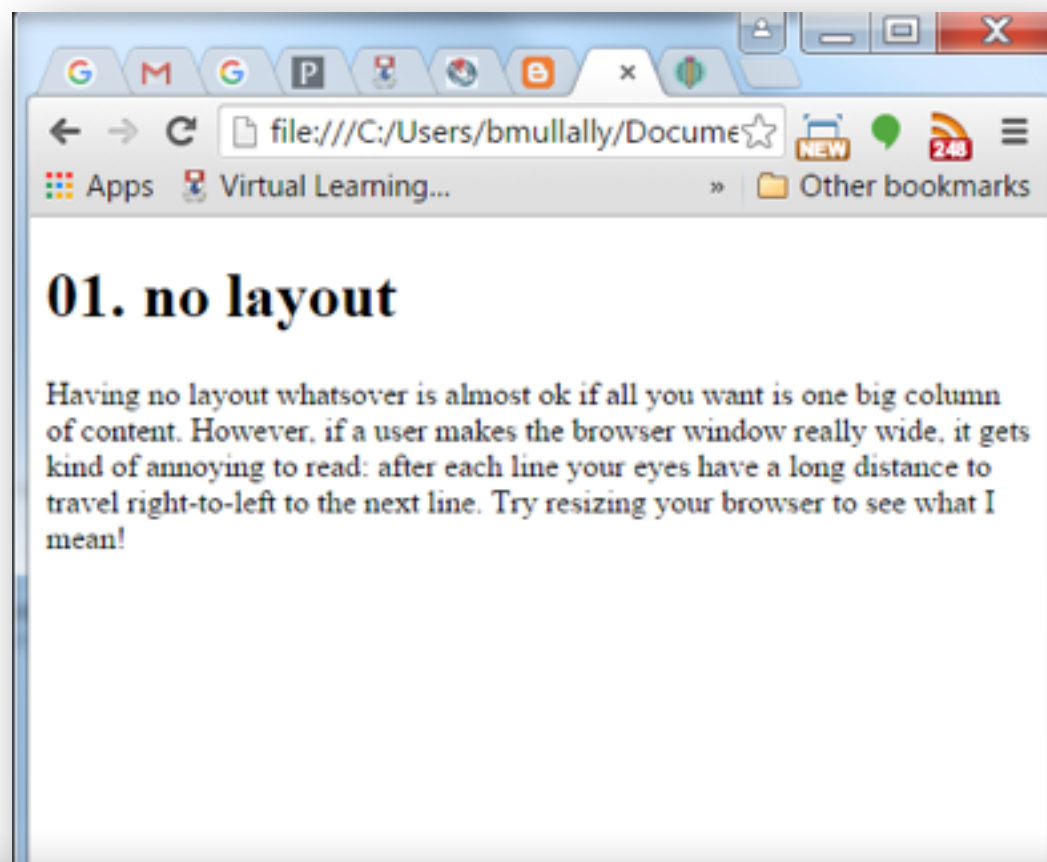 G M G P B ×
file:///C:/Users/bmullally/Docume
NEW
248
Apps Virtual Learning... » Other bookmarks
01. no layout
Having no layout whatsover is almost ok if all you want is one big column
of content. However, if a user makes the browser window really wide, it gets
kind of annoying to read: after each line your eyes have a long distance to
travel right-to-left to the next line. Try resizing your browser to see what I
mean!